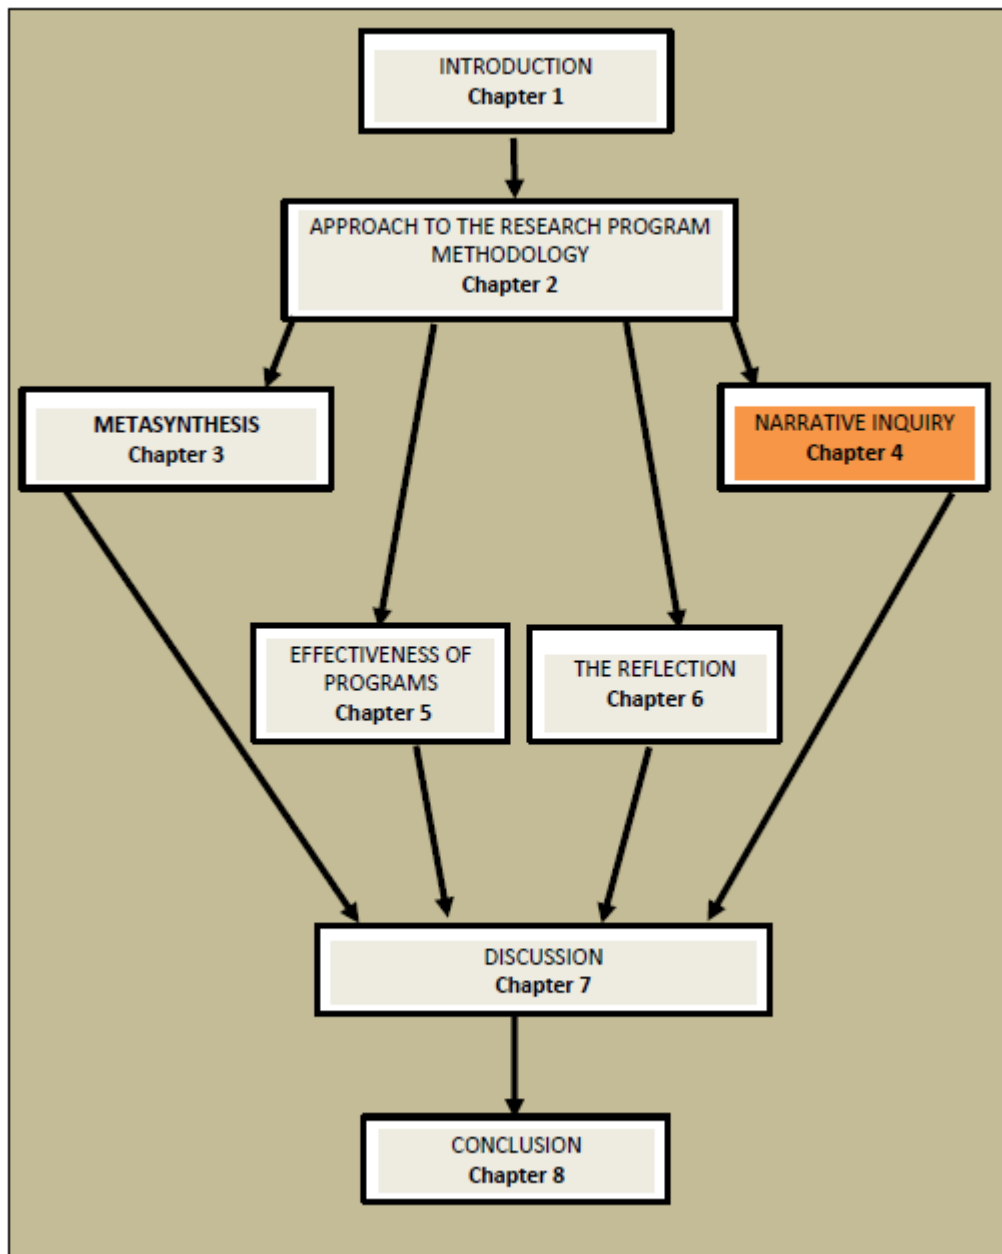 INTRODUCTION
Chapter 1
APPROACH TO THE RESEARCH PROGRAM
METHODOLOGY
Chapter 2
METASYNTHESIS
Chapter 3
NARRATIVE INQUIRY
Chapter 4
EFFECTIVENESS OF
PROGRAMS
Chapter 5
THE REFLECTION
Chapter 6
DISCUSSION
Chapter 7
CONCLUSION
Chapter 8